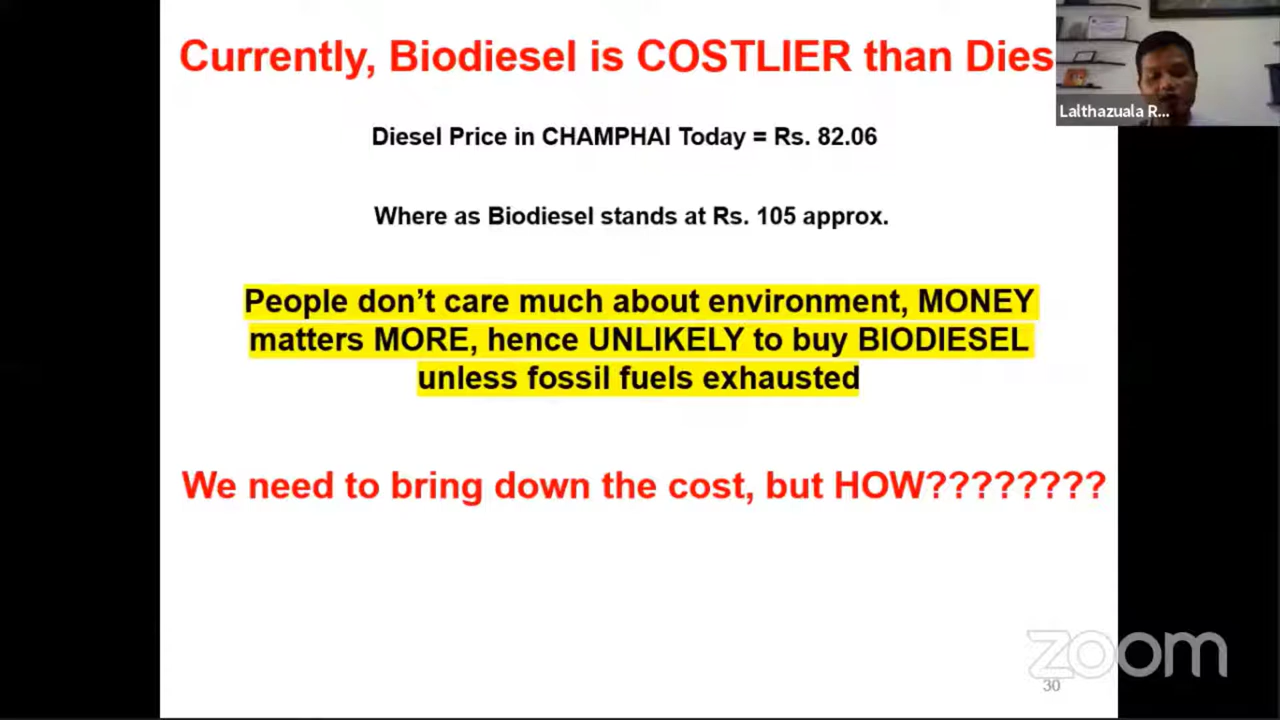 Currently, Biodiesel is COSTLIER than Dies
Lalthazuala R...
Diesel Price in CHAMPHAI Today = Rs. 82.06
Where as Biodiesel stands at Rs. 105 approx.
People don't care much about environment, MONEY
matters MORE, hence UNLIKELY to buy BIODIESEL
unless fossil fuels exhausted
We need to bring down the cost, but HOW????????
zoom
30